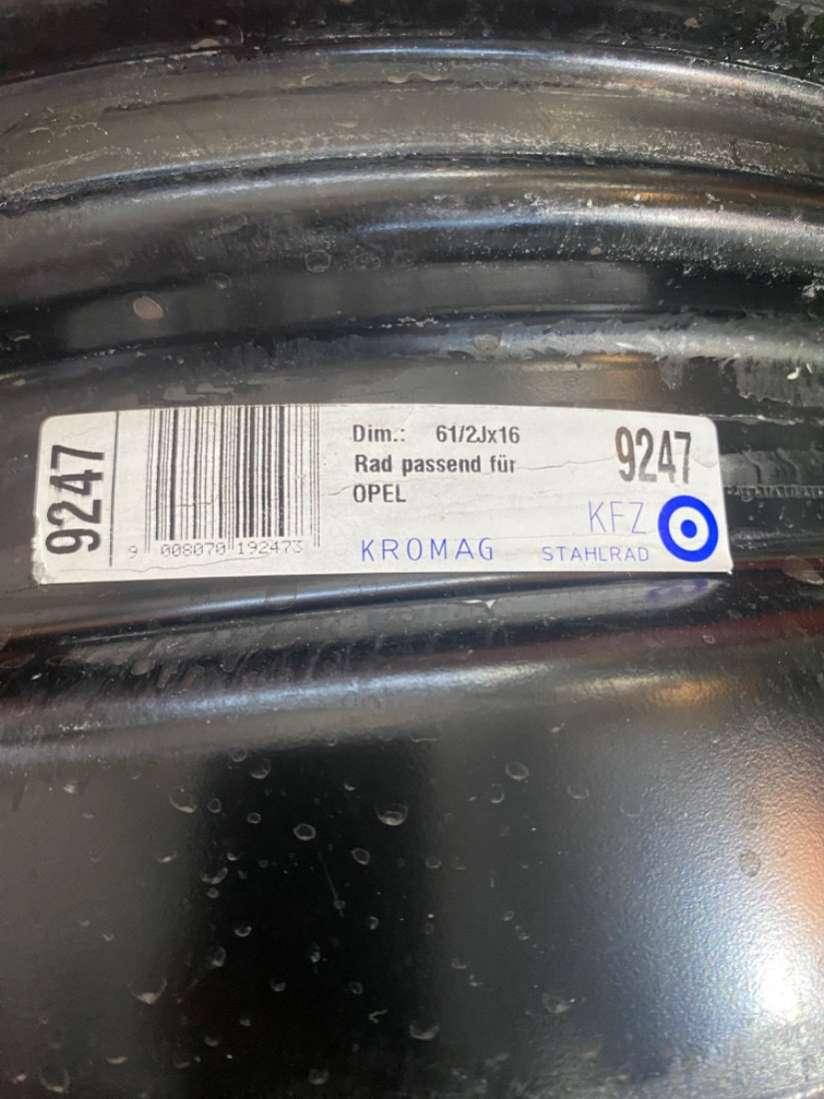 9247
9 008070 192473
Dim.: 61/2Jx16
Rad passend für
OPEL
KROMAG
9247
KFZ
STAHLRAD